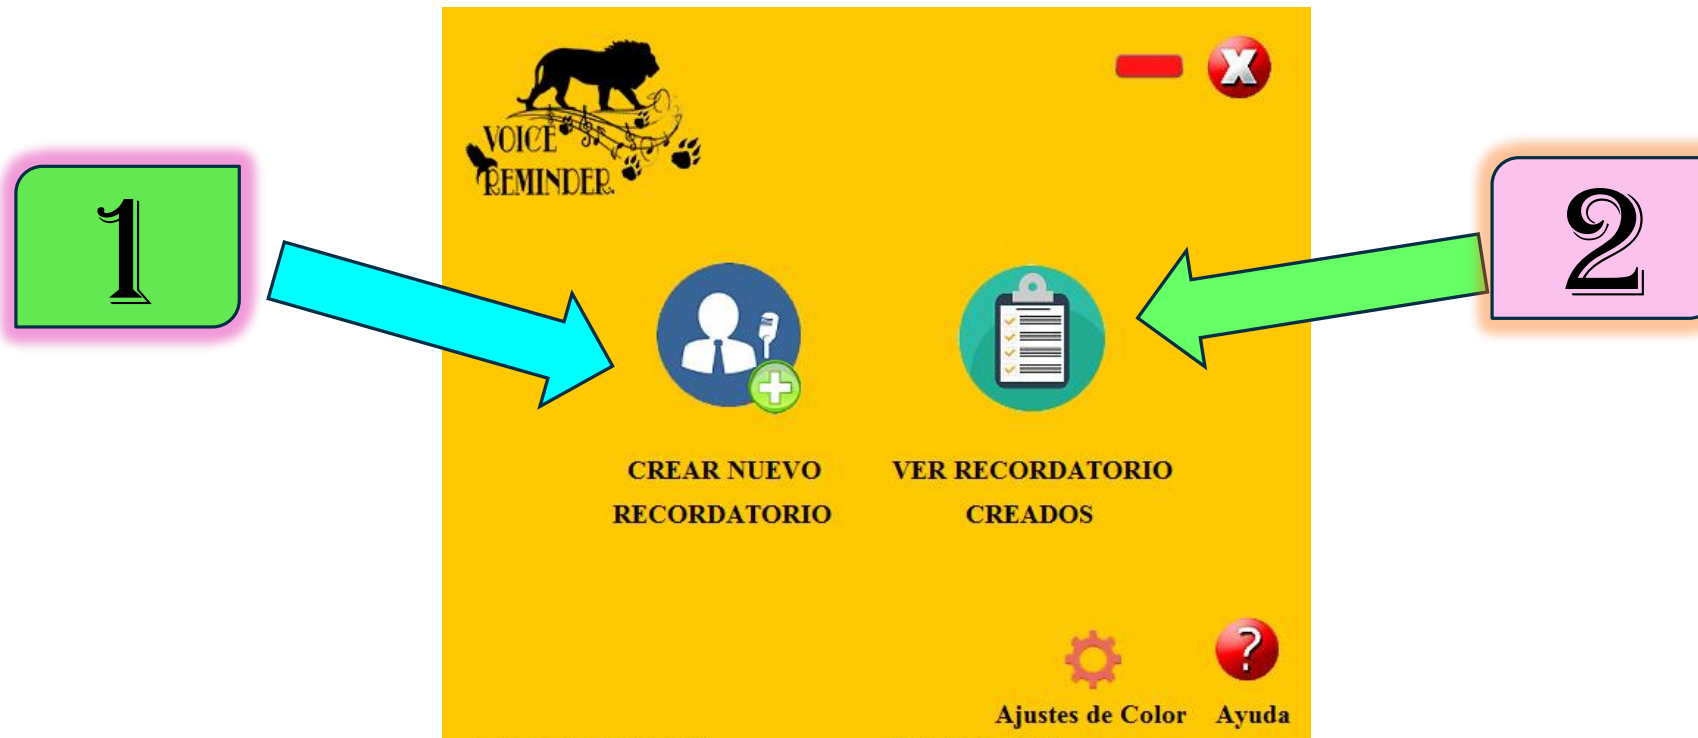 VOICE
REMINDER.
X
1
2
CREAR NUEVO
RECORDATORIO
VER RECORDATORIO
CREADOS
?
Ajustes de Color
Ayuda